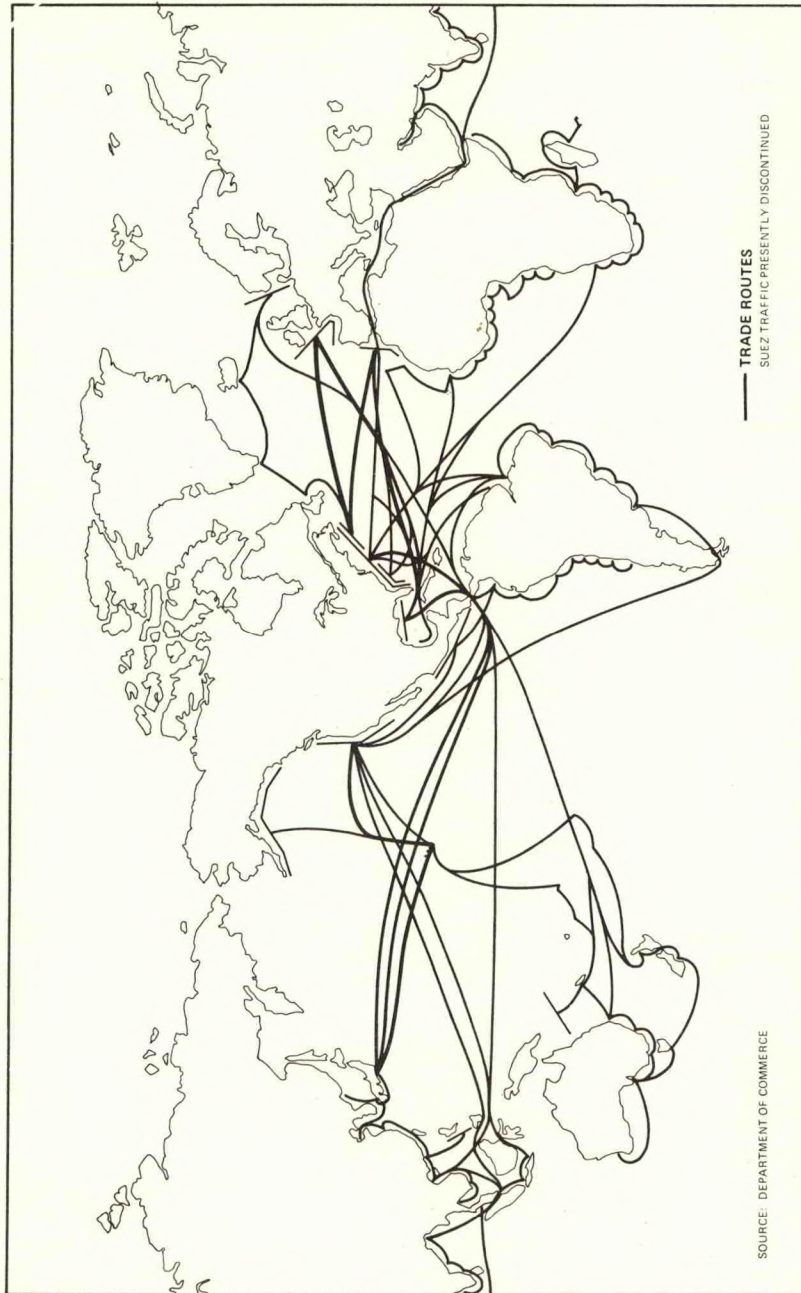 TRADE ROUTES
SUEZ TRAFFIC PRESENTLY DISCONTINUED
SOURCE: DEPARTMENT OF COMMERCE